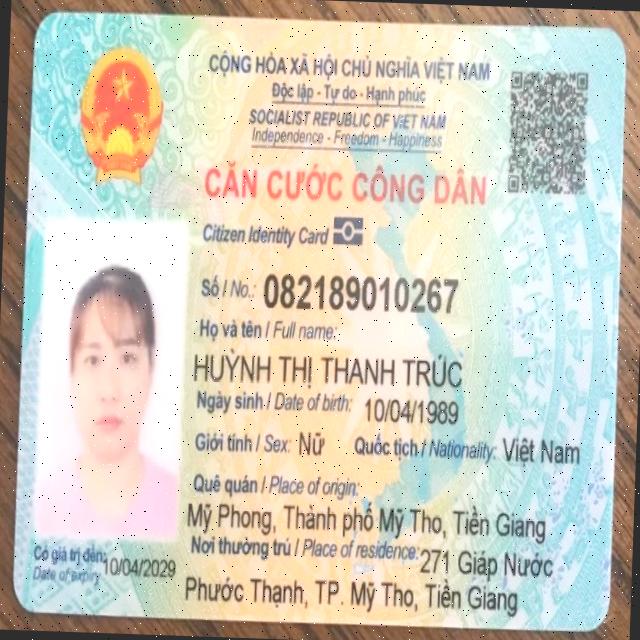 CỘNG HÒA XÃ HỘI CHỦ NGHĨA VIỆT NAM
Độc lập - Tự do - Hạnh phúc
SOCIALIST REPUBLIC OF VIET NAM
Independence - Freedom - Happiness
CĂN CƯỚC CÔNG DÂN
Citizen Identity Card
Số / No.: 082189010267
Họ và tên / Full name:
HUỲNH THỊ THANH TRÚC
Ngày sinh / Date of birth: 10/04/1989
Giới tính / Sex: Nữ Quốc tịch / Nationality: Việt Nam
Quê quán / Place of origin:
Mỹ Phong, Thành phố Mỹ Tho, Tiền Giang
Nơi thường trú / Place of residence: 271 Giáp Nước
Phước Thạnh, TP. Mỹ Tho, Tiền Giang
Có giá trị đến: 10/04/2029
Date of expiry